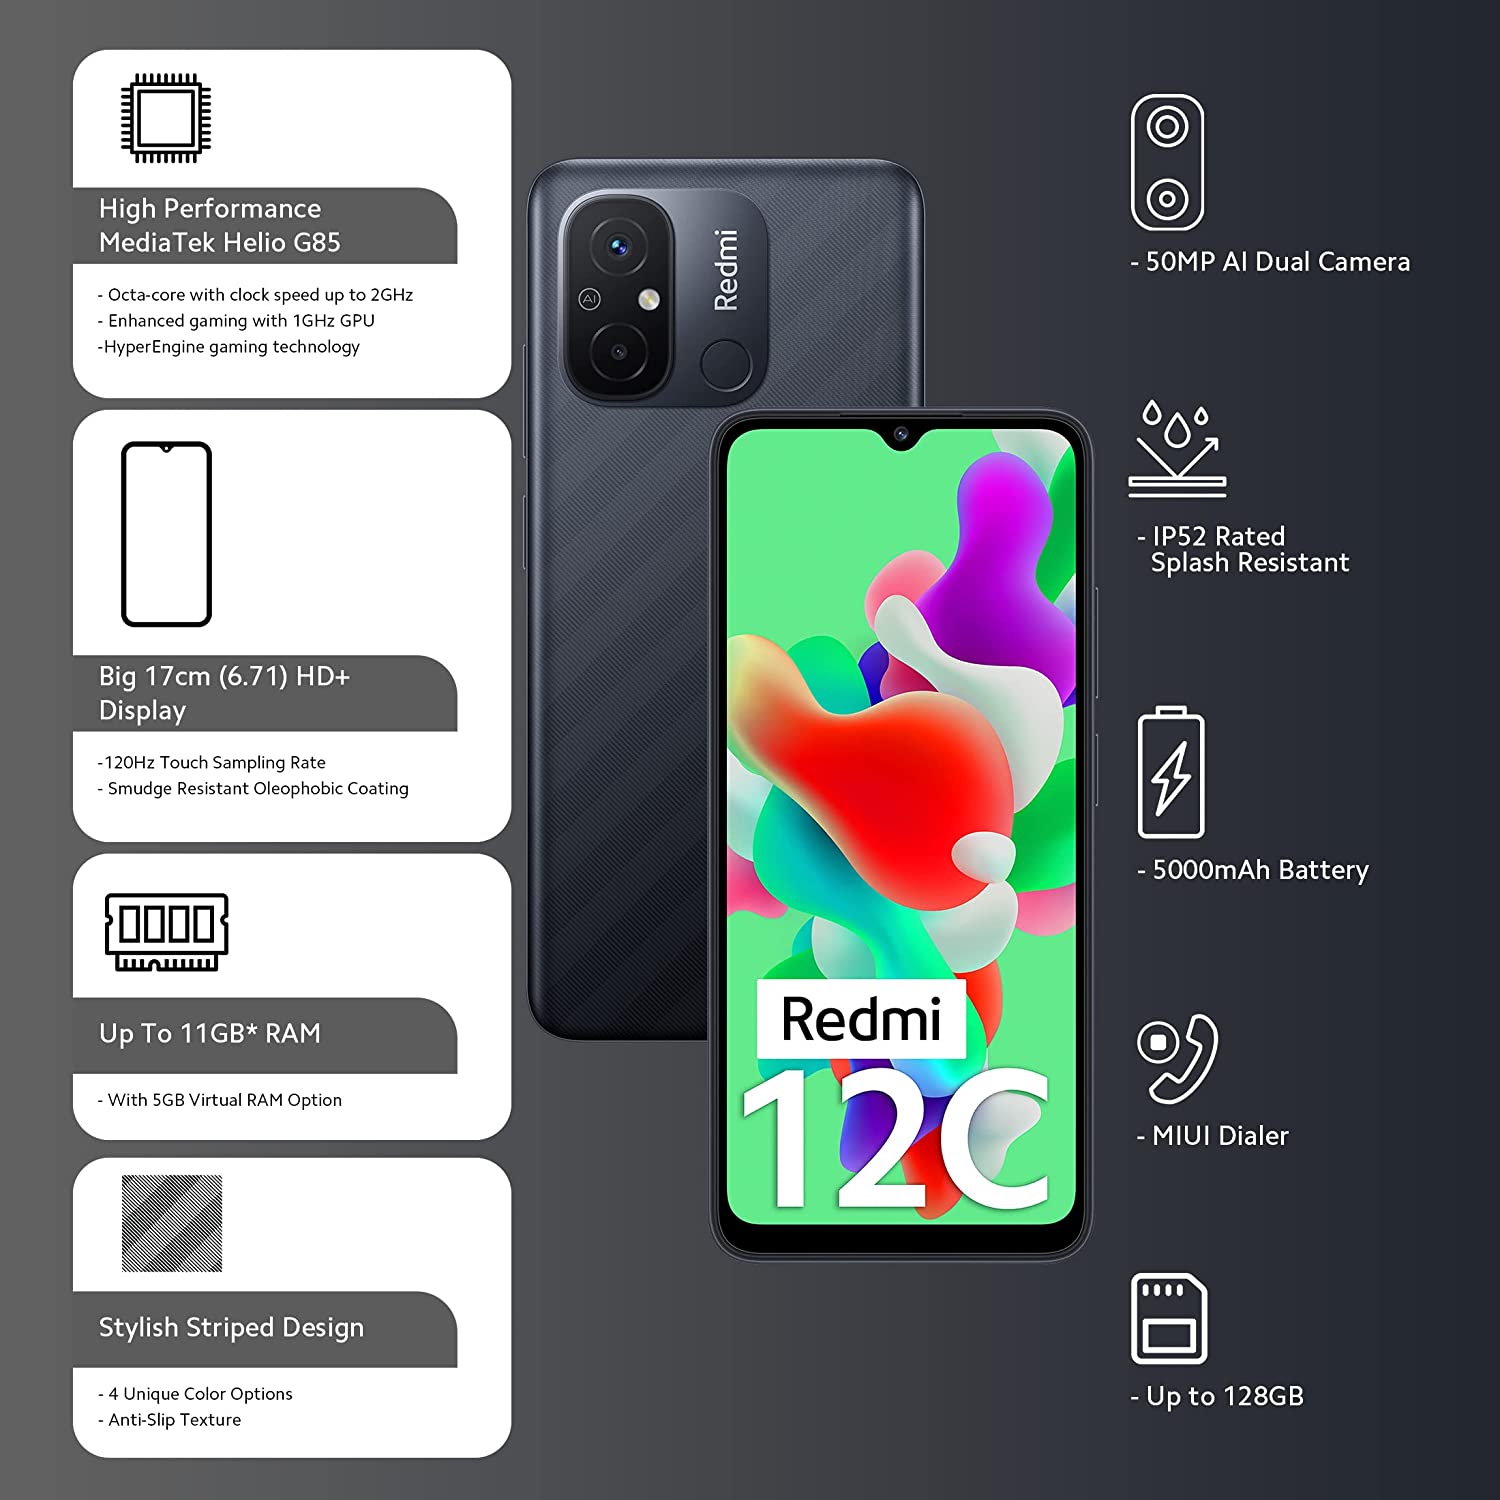 High Performance
MediaTek Helio G85
- Octa-core with clock speed up to 2GHz
- Enhanced gaming with 1GHz GPU
-HyperEngine gaming technology
Big 17cm (6.71) HD+
Display
-120Hz Touch Sampling Rate
- Smudge Resistant Oleophobic Coating
Up To 11GB* RAM
- With 5GB Virtual RAM Option
Stylish Striped Design
- 4 Unique Color Options
- Anti-Slip Texture
AI
Redmi
Redmi
12C
- 50MP AI Dual Camera
- IP52 Rated
Splash Resistant
- 5000mAh Battery
- MIUI Dialer
- Up to 128GB